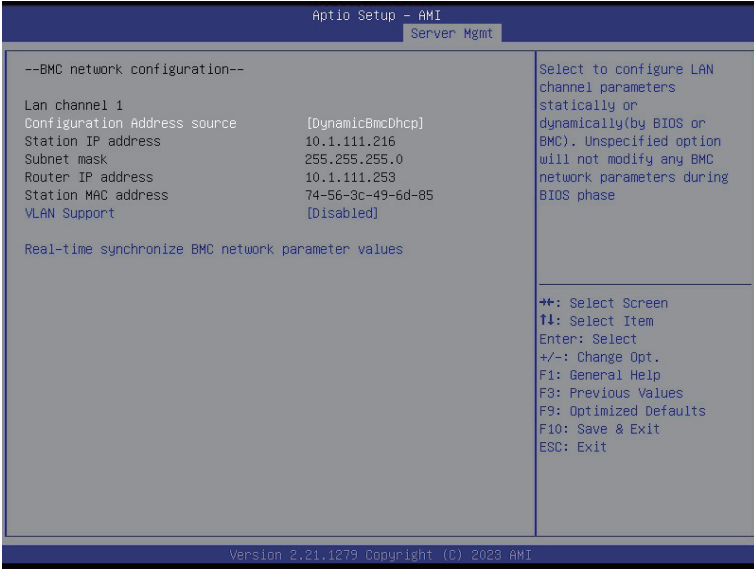 Aptio Setup – AMI
Server Mgmt
--BMC network configuration--
Lan channel 1
Configuration Address source [DynamicBmcDhcp]
Station IP address 10.1.111.216
Subnet mask 255.255.255.0
Router IP address 10.1.111.253
Station MAC address 74-56-3c-49-6d-85
VLAN Support [Disabled]
Real-time synchronize BMC network parameter values
Select to configure LAN
channel parameters
statically or
dynamically(by BIOS or
BMC). Unspecified option
will not modify any BMC
network parameters during
BIOS phase
→←: Select Screen
↑↓: Select Item
Enter: Select
+/-: Change Opt.
F1: General Help
F3: Previous Values
F9: Optimized Defaults
F10: Save & Exit
ESC: Exit
Version 2.21.1279 Copyright (C) 2023 AMI